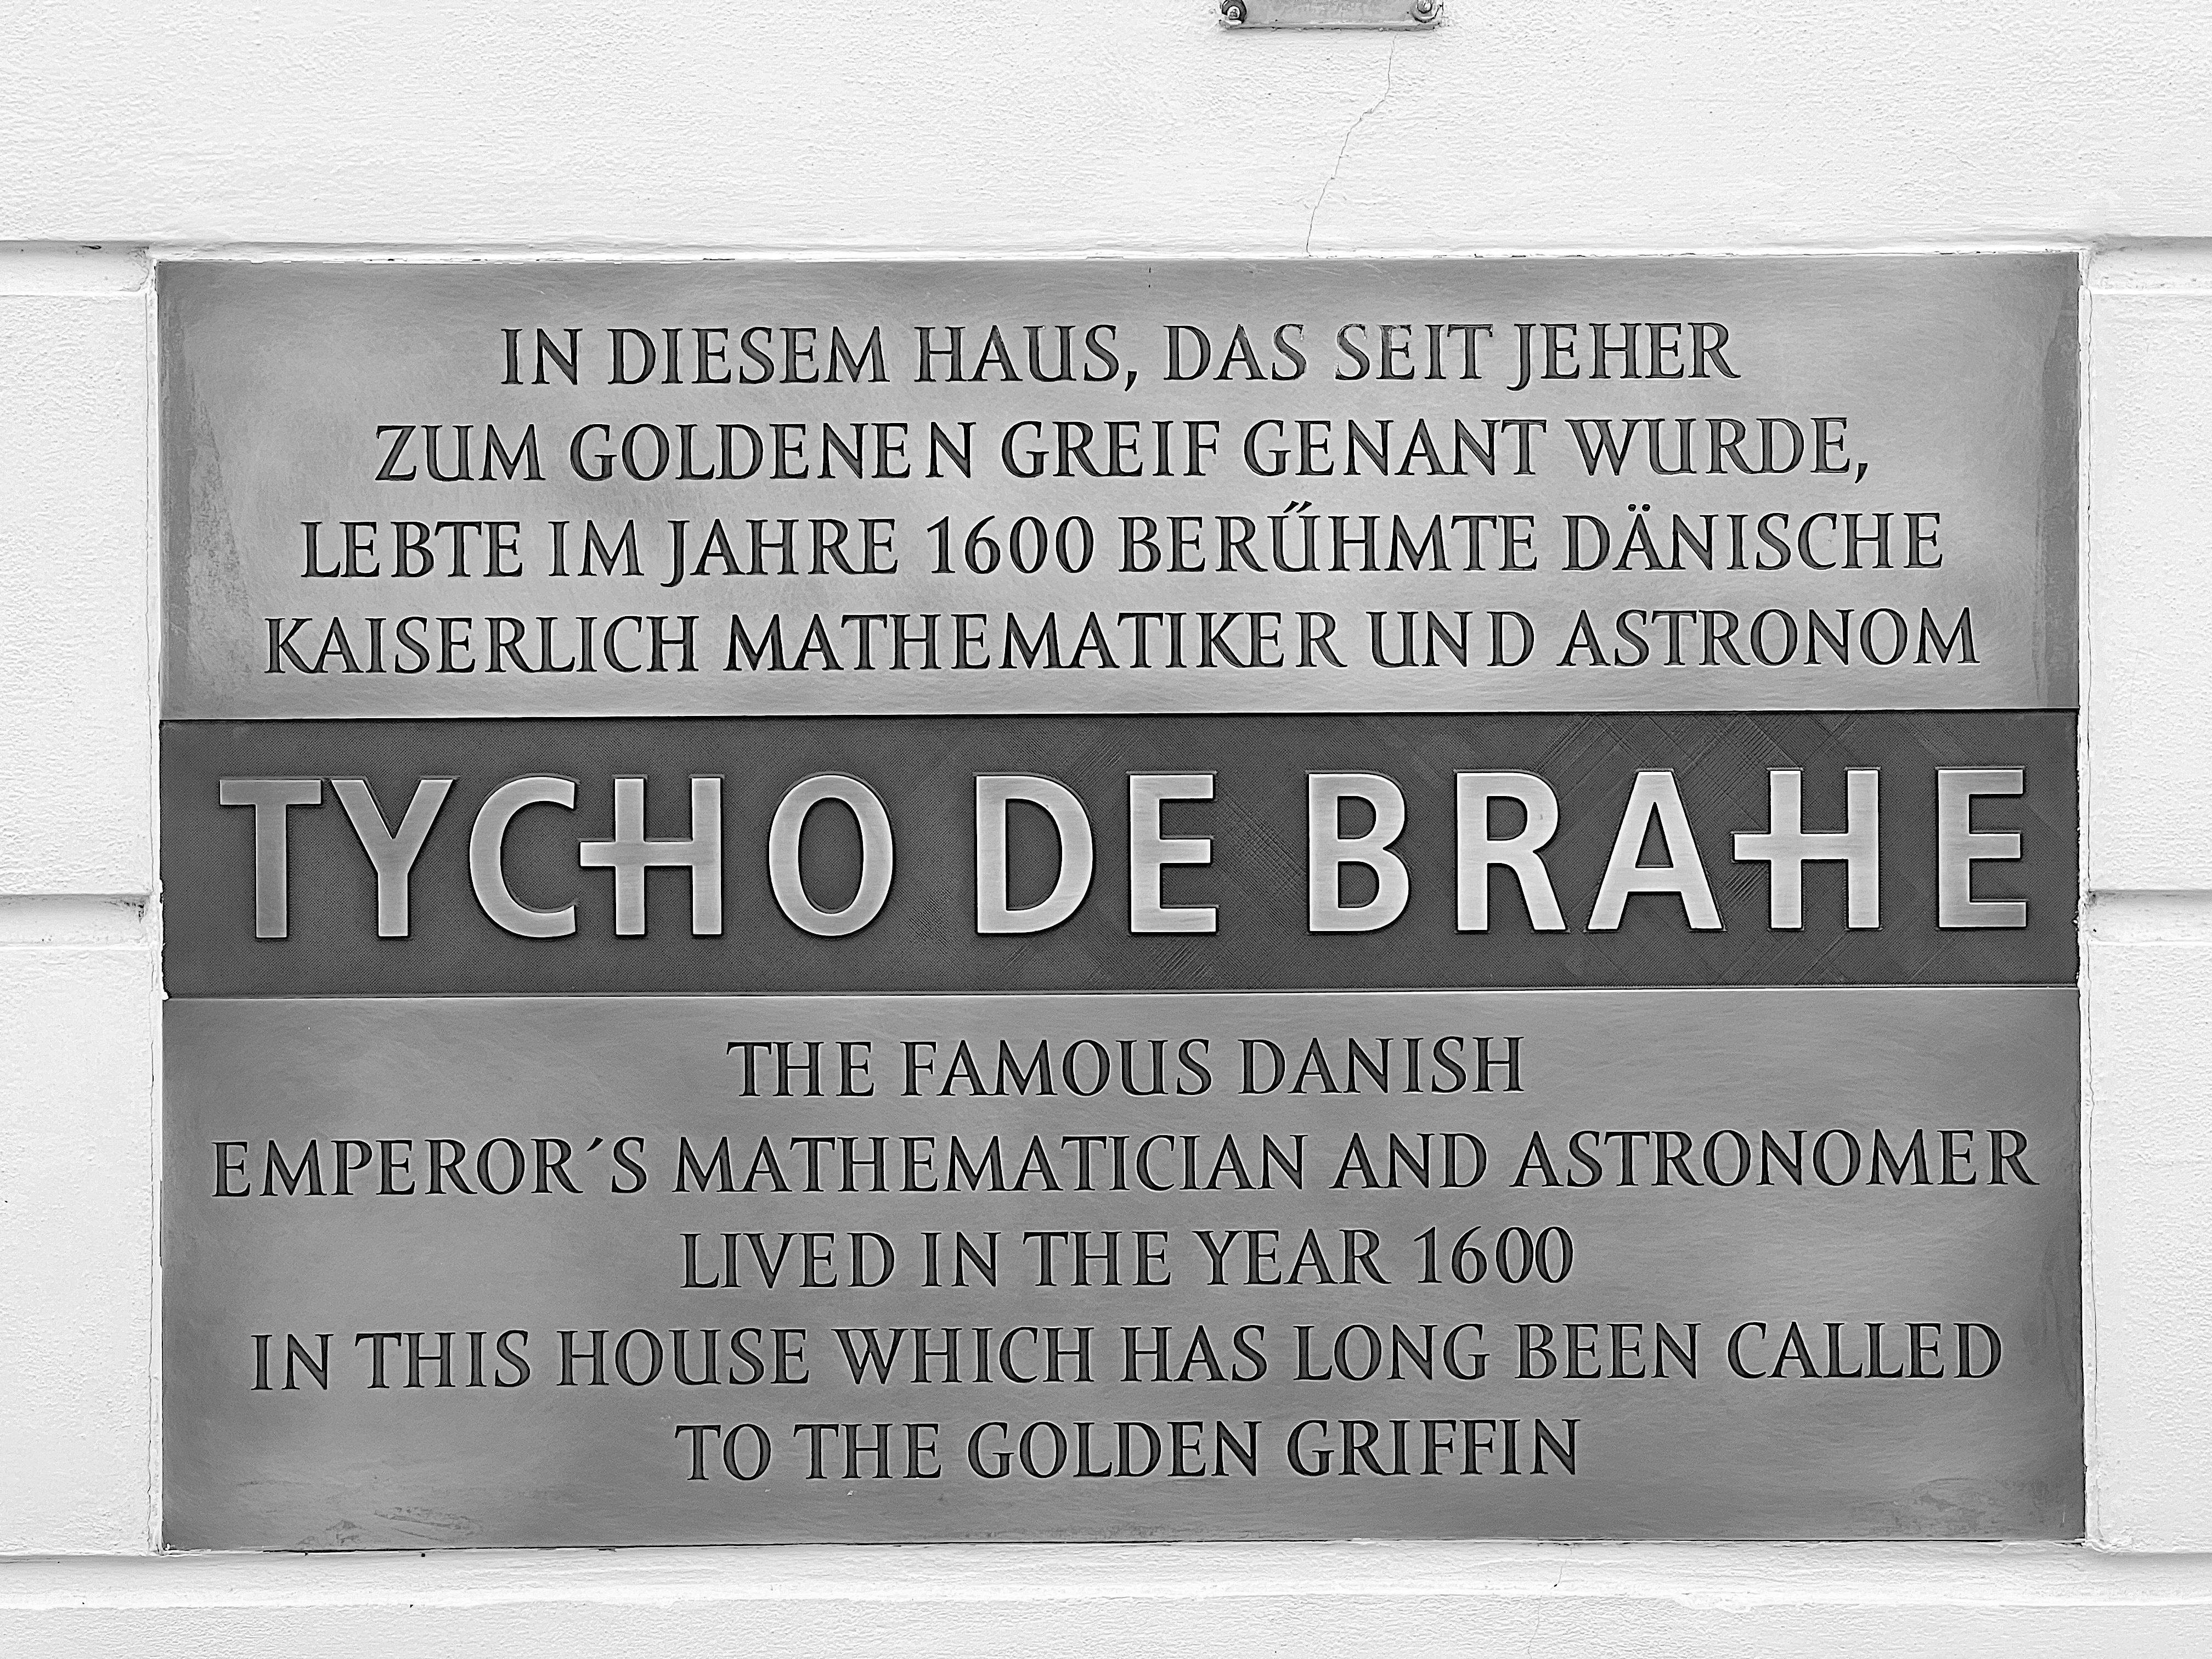 IN DIESEM HAUS, DAS SEIT JEHER
ZUM GOLDENEN GREIF GENANT WURDE,
LEBTE IM JAHRE 1600 BERŰHMTE DÄNISCHE
KAISERLICH MATHEMATIKER UND ASTRONOM
TYCHO DE BRAHE
THE FAMOUS DANISH
EMPEROR´S MATHEMATICIAN AND ASTRONOMER
LIVED IN THE YEAR 1600
IN THIS HOUSE WHICH HAS LONG BEEN CALLED
TO THE GOLDEN GRIFFIN